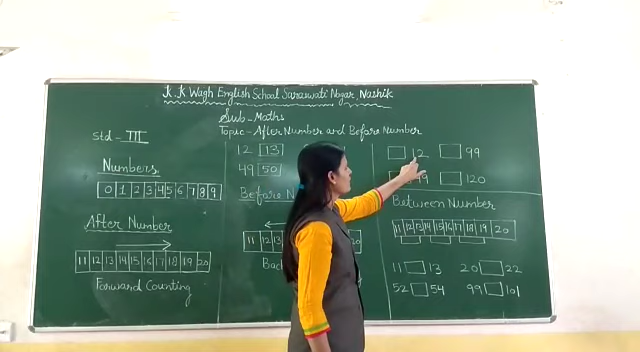 K.K Wagh English School Saraswati Nagar, Nashik
Sub - Maths
Topic - After Number and Before Number
Std - III
Numbers
0 1 2 3 4 5 6 7 8 9
After Number
11 12 13 14 15 16 17 18 19 20
Forward Counting
12 13
49 50
Before N
11 12 13 20
Bac
12 99
49 120
Between Number
11 12 13 14 15 16 17 18 19 20
11 13 20 22
52 54 99 101